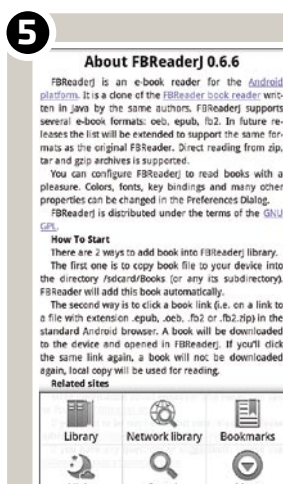 5
About FBReaderJ 0.6.6
FBReaderJ is an e-book reader for the Android
platform. It is a clone of the FBReader book reader writ-
ten in Java by the same authors. FBReaderJ supports
several e-book formats: oeb, epub, fb2. In future re-
leases the list will be extended to support the same for-
mats as the original FBReader. Direct reading from zip,
tar and gzip archives is supported.
You can configure FBReaderJ to read books with a
pleasure. Colors, fonts, key bindings and many other
properties can be changed in the Preferences Dialog.
FBReaderJ is distributed under the terms of the GNU
GPL.
How To Start
There are 2 ways to add book into FBReaderJ library.
The first one is to copy book file to your device into
the directory /sdcard/Books (or any its subdirectory).
FBReader will add this book automatically.
The second way is to click a book link (i.e. on a link to
a file with extension .epub, .oeb, .fb2 or .fb2.zip) in the
standard Android browser. A book will be downloaded
to the device and opened in FBReaderJ. If you'll click
the same link again, a book will not be downloaded
again, local copy will be used for reading.
Related sites
Library Network library Bookmarks